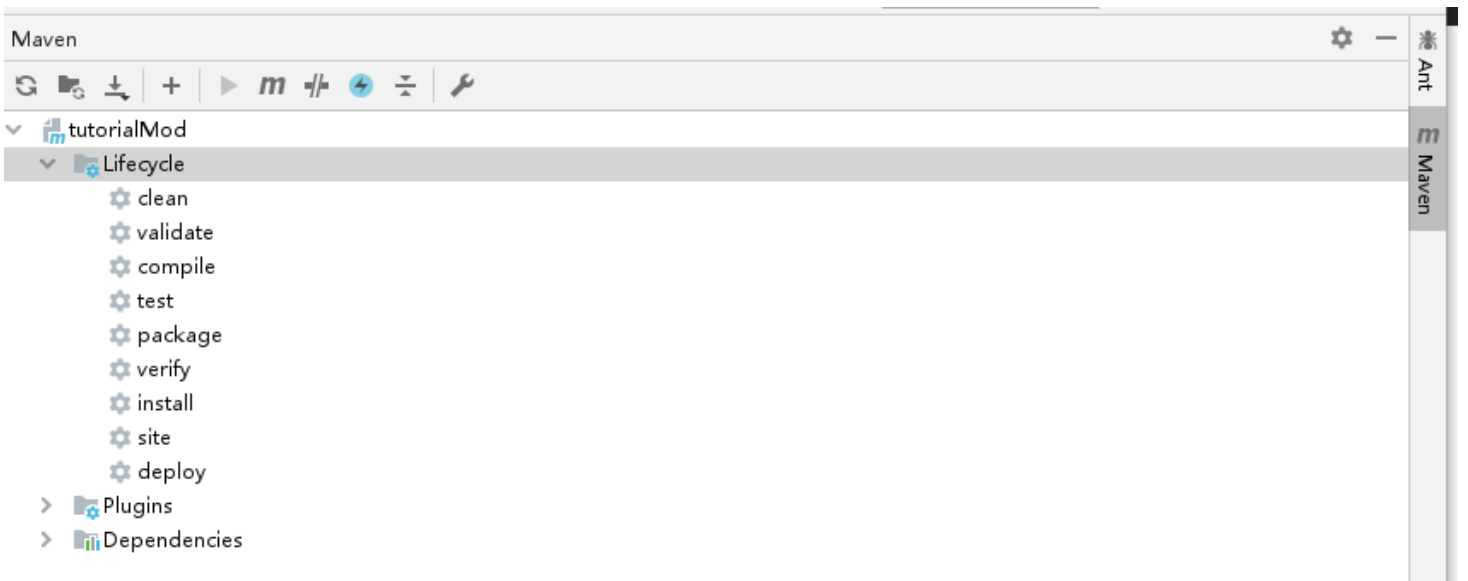 Maven
m
tutorialMod
Lifecycle
clean
validate
compile
test
package
verify
install
site
deploy
Plugins
Dependencies
Ant
m Maven